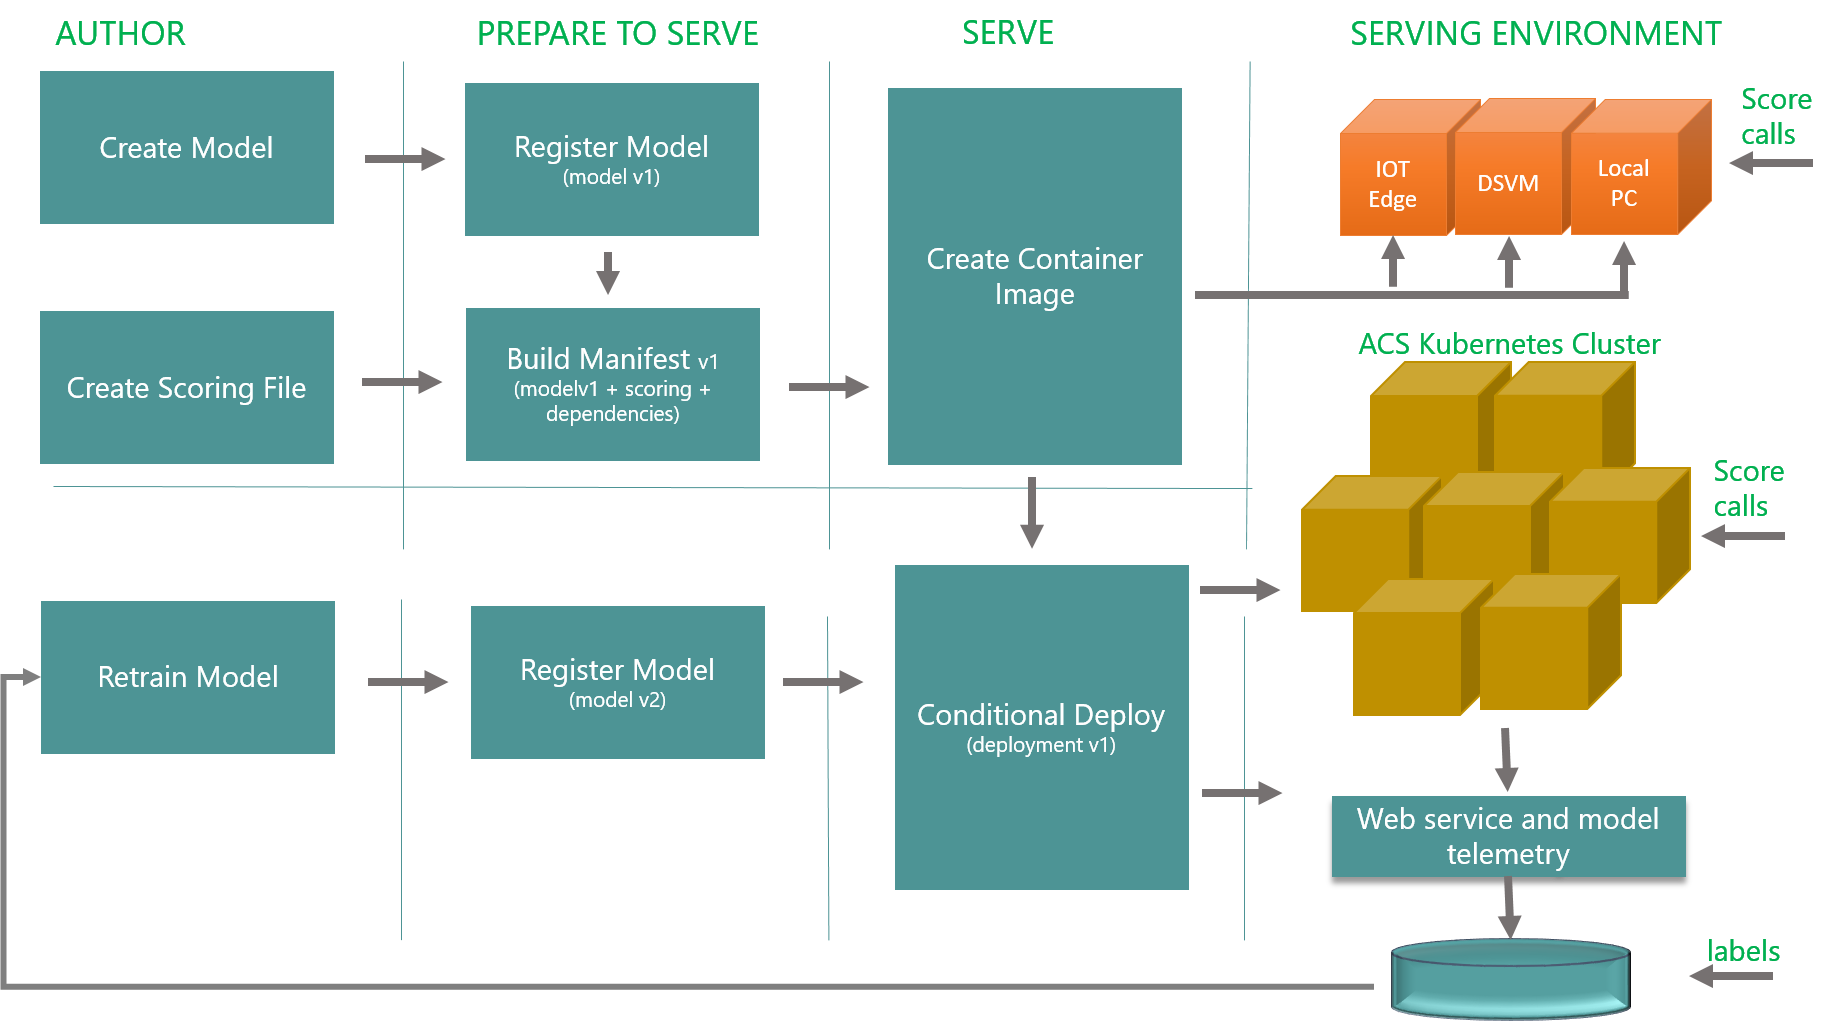 AUTHOR
PREPARE TO SERVE
SERVE
SERVING ENVIRONMENT
Create Model
Register Model
(model v1)
Create Container
Image
IOT
Edge
DSVM
Local
PC
Score
calls
Create Scoring File
Build Manifest v1
(modelv1 + scoring +
dependencies)
ACS Kubernetes Cluster
Score
calls
Retrain Model
Register Model
(model v2)
Conditional Deploy
(deployment v1)
Web service and model
telemetry
labels